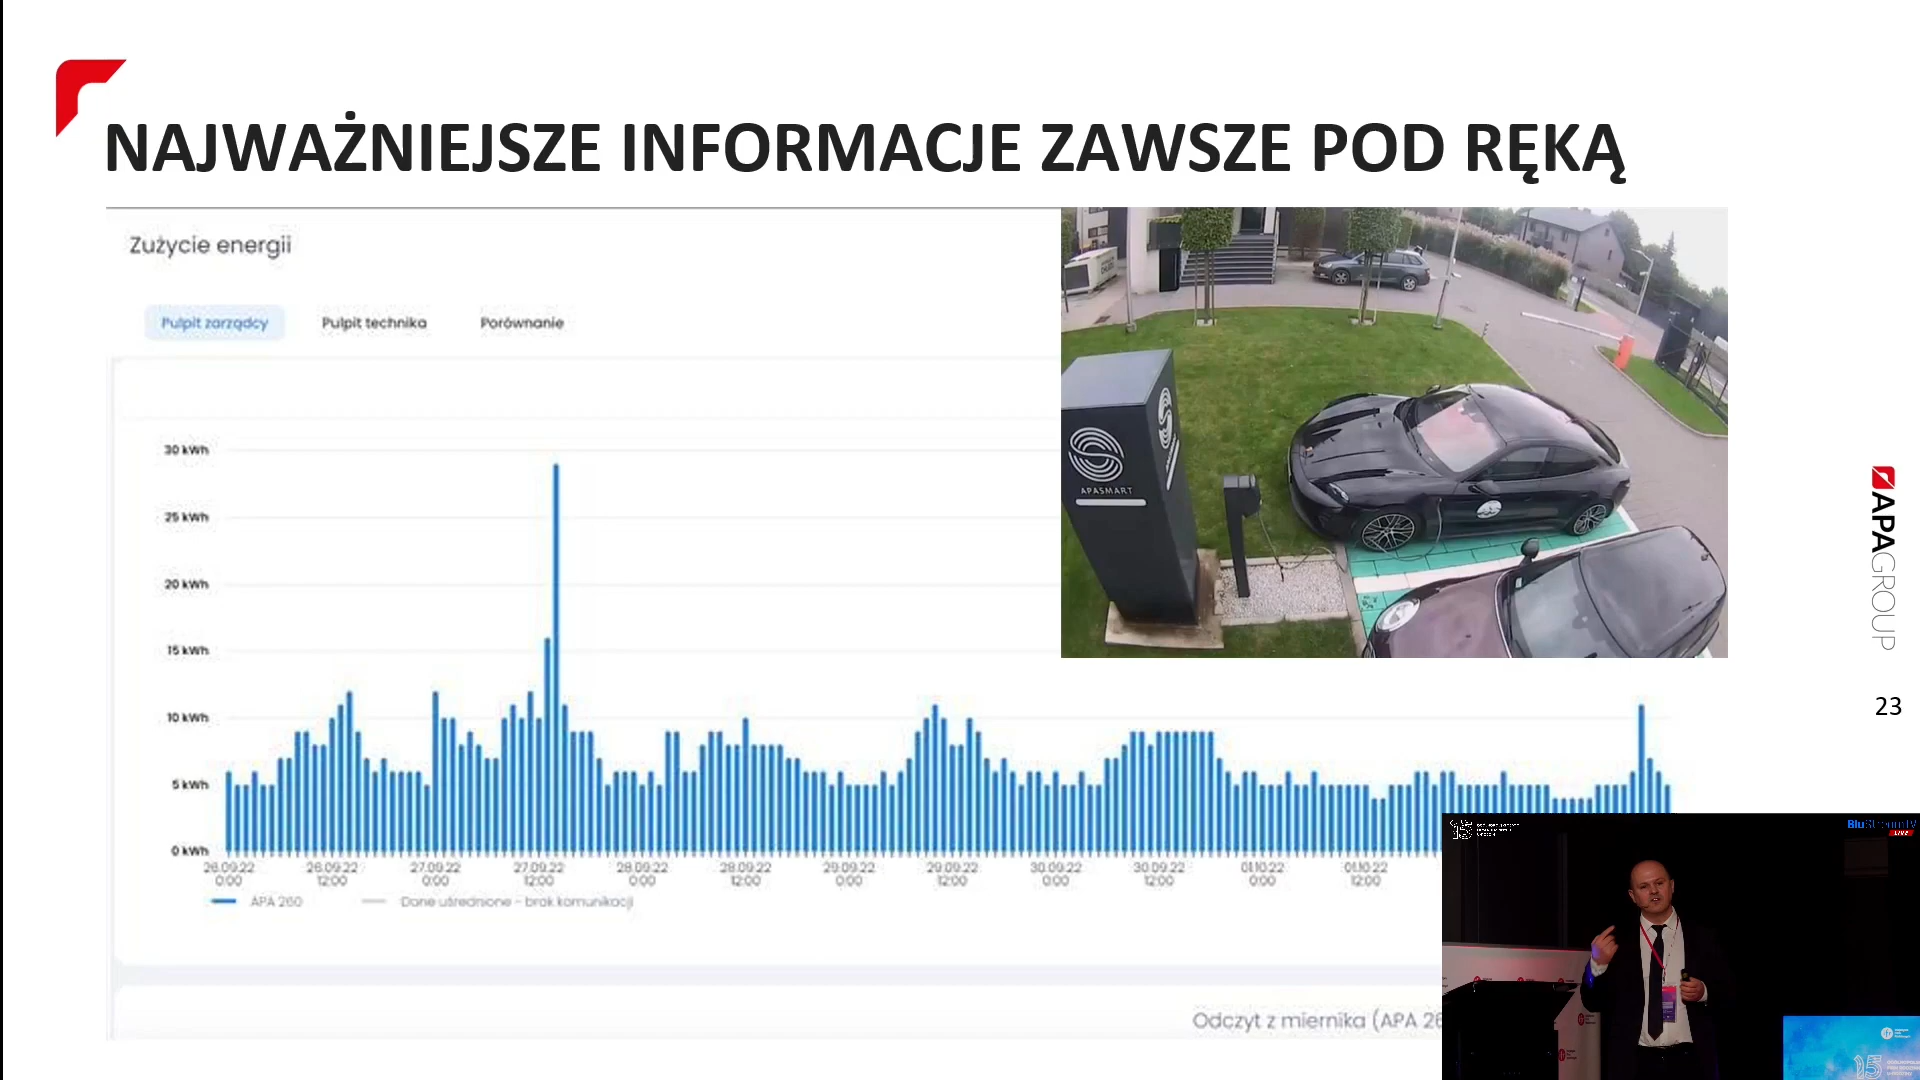 NAJWAŻNIEJSZE INFORMACJE ZAWSZE POD RĘKĄ
Zużycie energii
Pulpit zarządcy Pulpit technika Porównanie
30 kWh
25 kWh
20 kWh
15 kWh
10 kWh
5 kWh
0 kWh
26.09.22 26.09.22 27.09.22 27.09.22 28.09.22 28.09.22 29.09.22 29.09.22 30.09.22 30.09.22 01.10.22 01.10.22
0:00 12:00 0:00 12:00 0:00 12:00 0:00 12:00 0:00 12:00 0:00 12:00
APA 260 Dane uśrednione - brak komunikacji
Odczyt z miernika (APA 26
APASMART
APAGROUP
23
BluStreamTV
LIVE
15
15